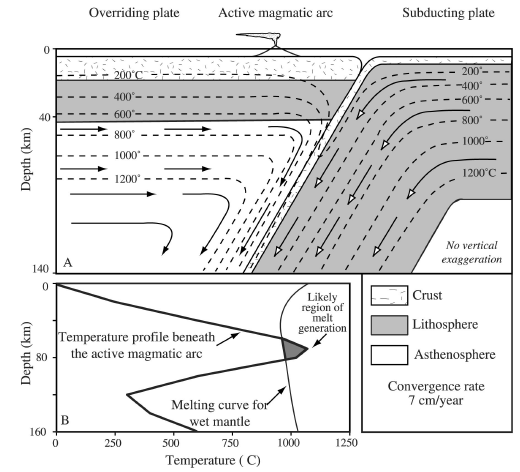 Overriding plate
Active magmatic arc
Subducting plate
0
40
140
Depth (km)
200°C
400°
600°
800°
1000°
1200°
200°
400°
600°
800°
1000°
1200°C
A
No vertical
exaggeration
0
80
160
Depth (km)
Temperature profile beneath
the active magmatic arc
Likely
region of
melt
generation
Melting curve for
wet mantle
B
0
250
500
750
1000
1250
Temperature ( C)
Crust
Lithosphere
Asthenosphere
Convergence rate
7 cm/year